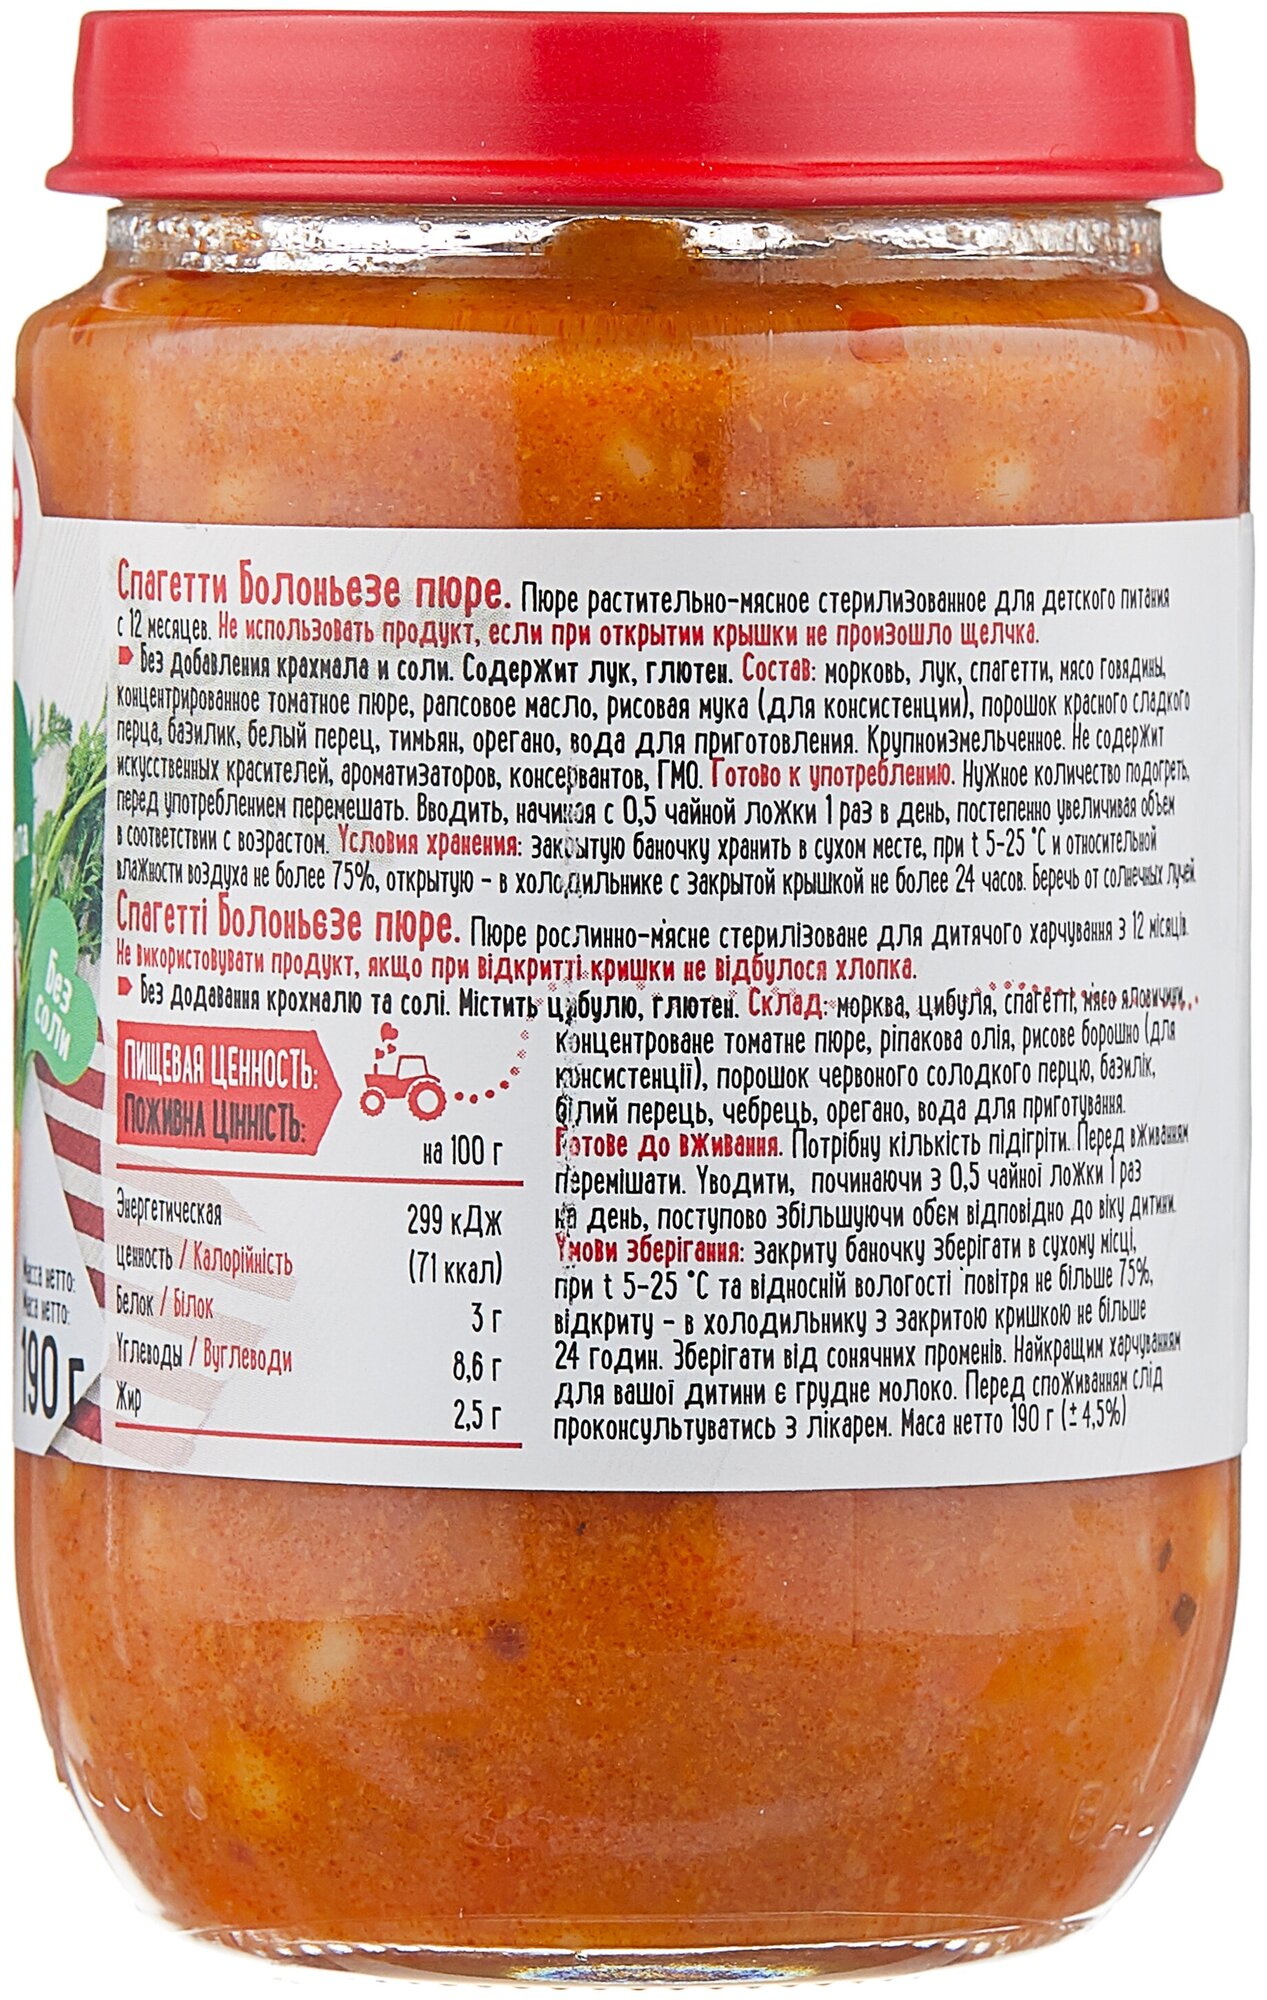 Спагетти Болоньезе пюре. Пюре растительно-мясное стерилизованное для детского питания
с 12 месяцев. Не использовать продукт, если при открытии крышки не произошло щелчка.
Без добавления крахмала и соли. Содержит лук, глютен. Состав: морковь, лук, спагетти, мясо говядины,
концентрированное томатное пюре, рапсовое масло, рисовая мука (для консистенции), порошок красного сладкого
перца, базилик, белый перец, тимьян, орегано, вода для приготовления. Крупноизмельченное. Не содержит
искусственных красителей, ароматизаторов, консервантов, ГМО. Готово к употреблению. Нужное количество подогреть,
перед употреблением перемешать. Вводить, начиная с 0,5 чайной ложки 1 раз в день, постепенно увеличивая объем
в соответствии с возрастом. Условия хранения: закрытую баночку хранить в сухом месте, при t 5-25 °C и относительной
влажности воздуха не более 75%, открытую – в холодильнике с закрытой крышкой не более 24 часов. Беречь от солнечных лучей.
Спагетті Болоньєзе пюре. Пюре рослинно-м'ясне стерилізоване для дитячого харчування з 12 місяців.
Не використовувати продукт, якщо при відкритті кришки не відбулося хлопка.
Без додавання крохмалю та солі. Містить цибулю, глютен. Склад: морква, цибуля, спагетті, мясо яловичини,
концентроване томатне пюре, ріпакова олія, рисове борошно (для
консистенції), порошок червоного солодкого перцю, базилік,
білий перець, чебрець, орегано, вода для приготування.
Готове до вживання. Потрібну кількість підігріти. Перед вживанням
перемішати. Уводити, починаючи з 0,5 чайної ложки 1 раз
на день, поступово збільшуючи обєм відповідно до віку дитини.
Умови зберігання: закриту баночку зберігати в сухому місці,
при t 5-25 °C та відносній вологості повітря не більше 75%,
відкриту – в холодильнику з закритою кришкою не більше
24 годин. Зберігати від сонячних променів. Найкращим харчуванням
для вашої дитини є грудне молоко. Перед споживанням слід
проконсультуватись з лікарем. Маса нетто 190 г (± 4,5%)
ПИЩЕВАЯ ЦЕННОСТЬ:
ПОЖИВНА ЦІННІСТЬ:
на 100 г
Энергетическая 299 кДж
ценность / Калорійність (71 ккал)
Белок / Білок 3 г
Углеводы / Вуглеводи 8,6 г
Жир 2,5 г
Без
соли
нетто:
нетто:
190 г